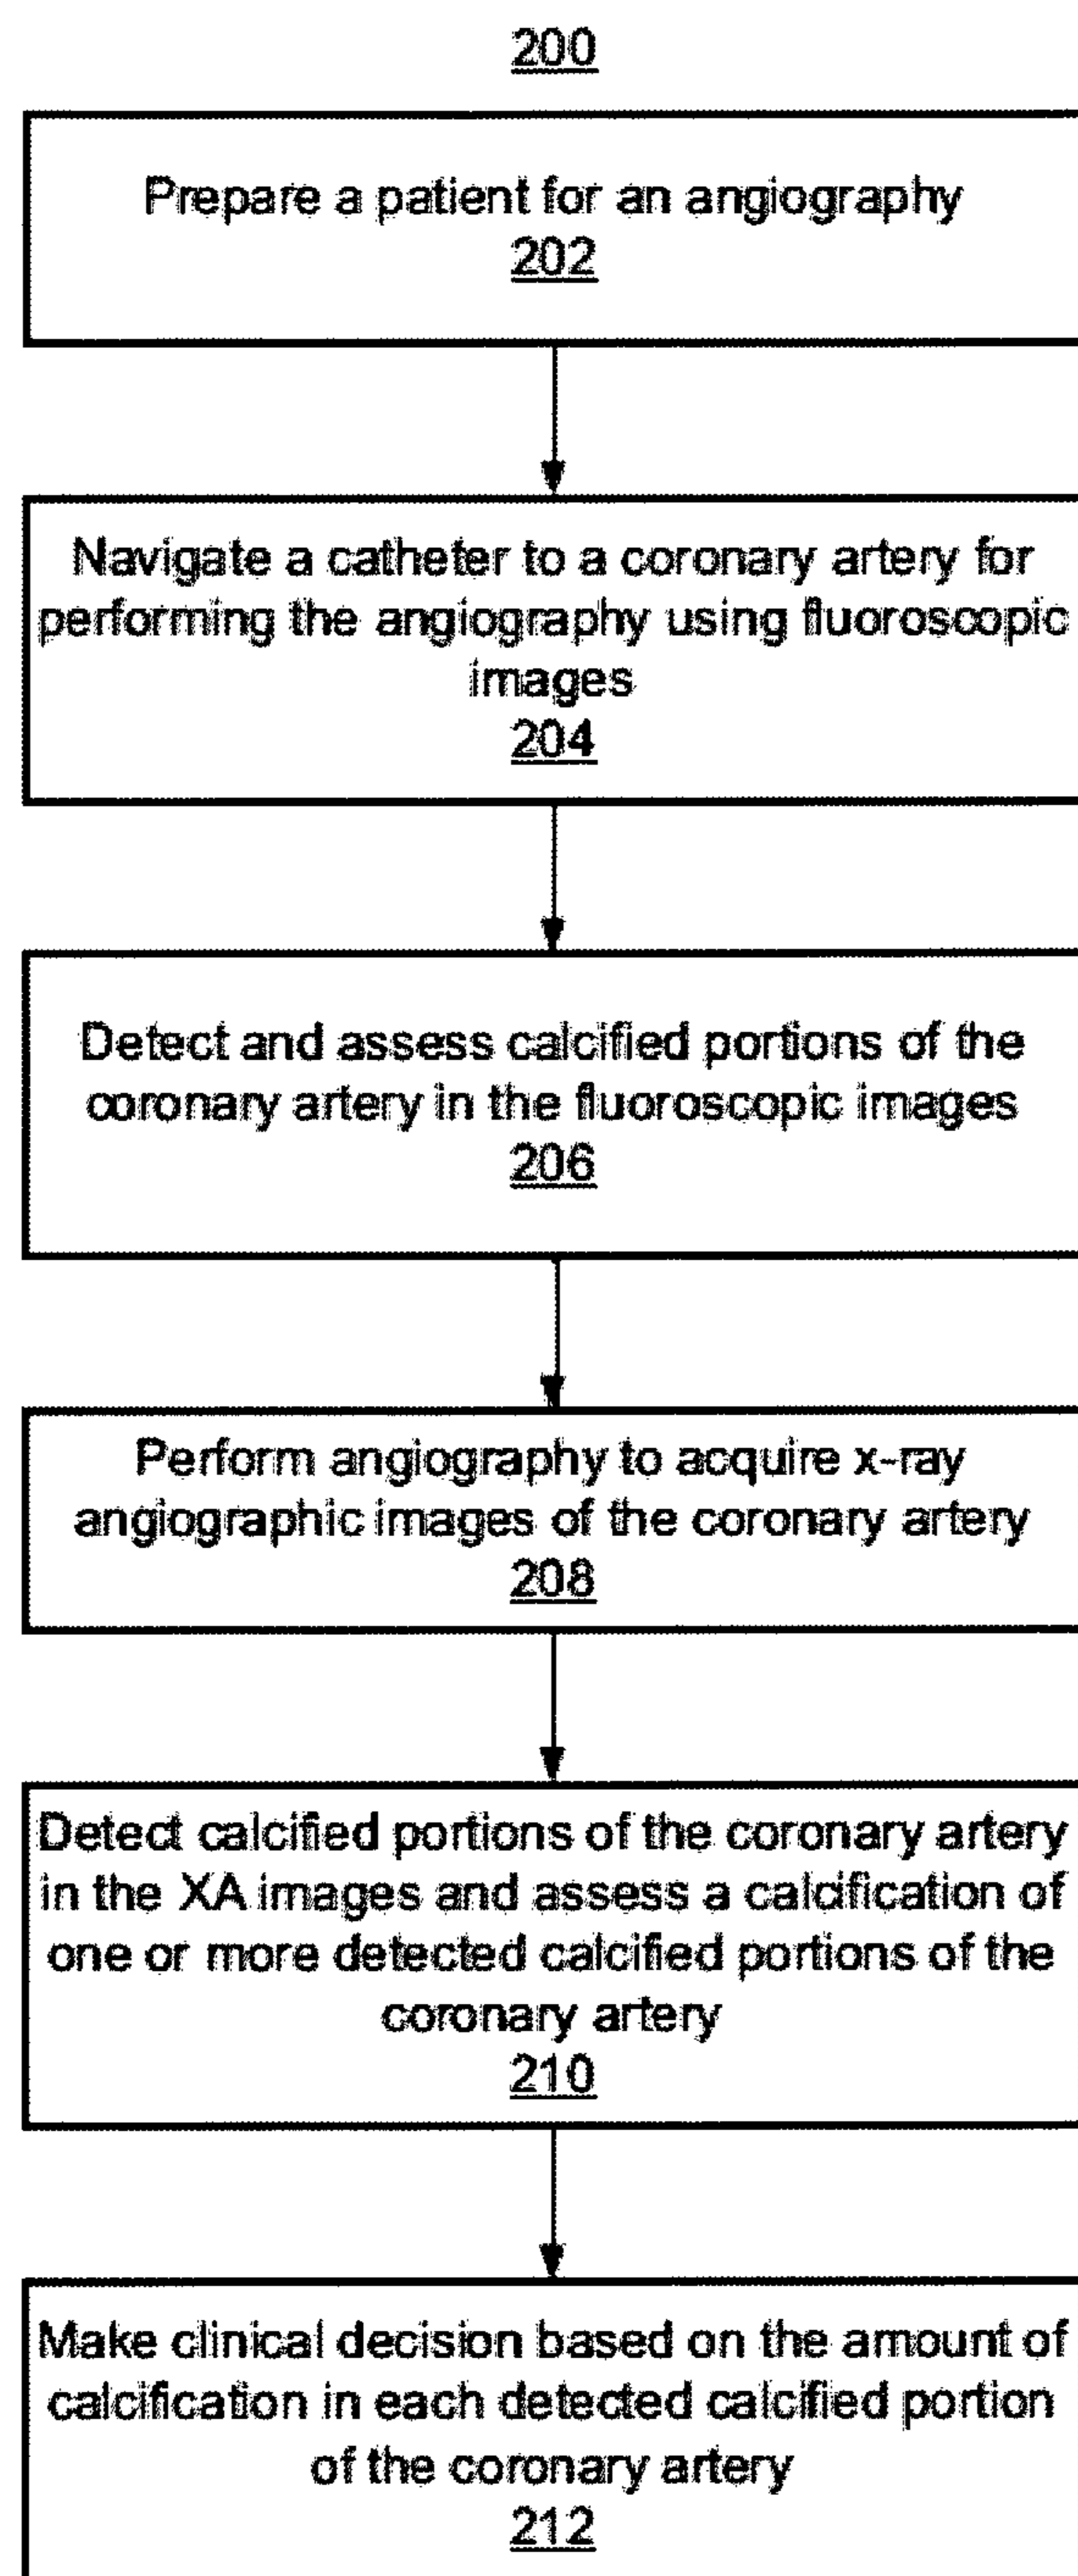 200
Prepare a patient for an angiography
202
Navigate a catheter to a coronary artery for
performing the angiography using fluoroscopic
images
204
Detect and assess calcified portions of the
coronary artery in the fluoroscopic images
206
Perform angiography to acquire x-ray
angiographic images of the coronary artery
208
Detect calcified portions of the coronary artery
in the XA images and assess a calcification of
one or more detected calcified portions of the
coronary artery
210
Make clinical decision based on the amount of
calcification in each detected calcified portion
of the coronary artery
212